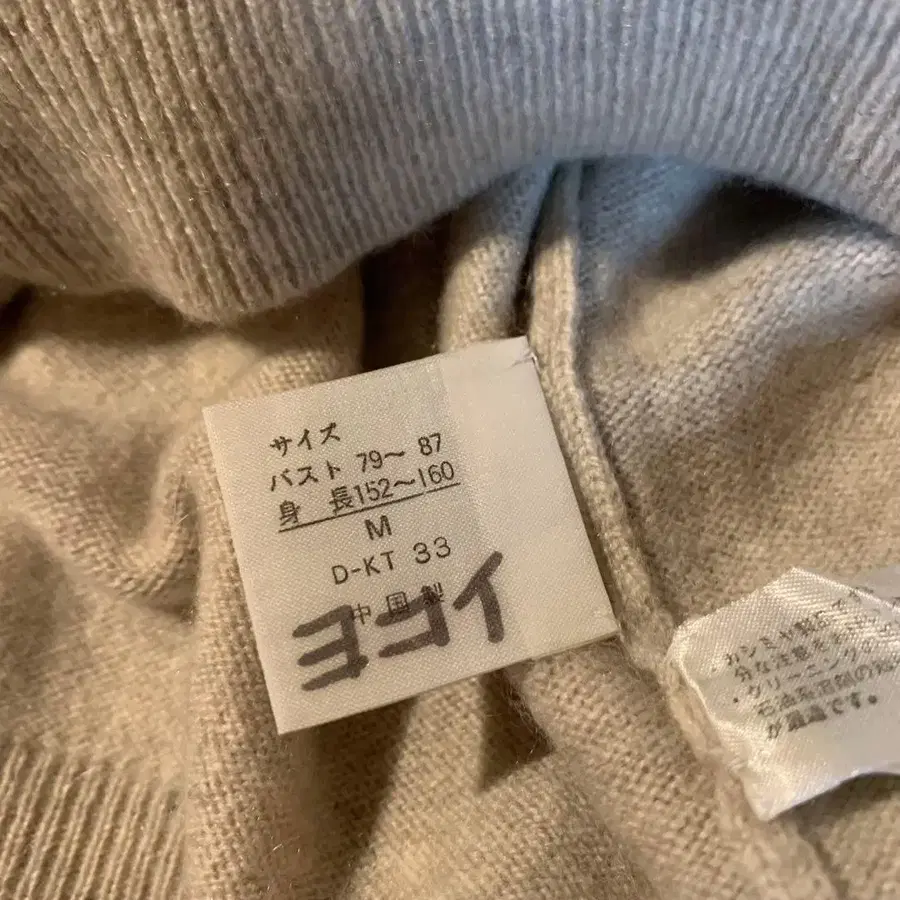 サイズ
バスト 79〜 87
身 長152〜160
M
D-KT 33
中国製
ヨコイ
カシミヤ
分な注意を
・クリーニング
石油系溶剤の
が最適です。